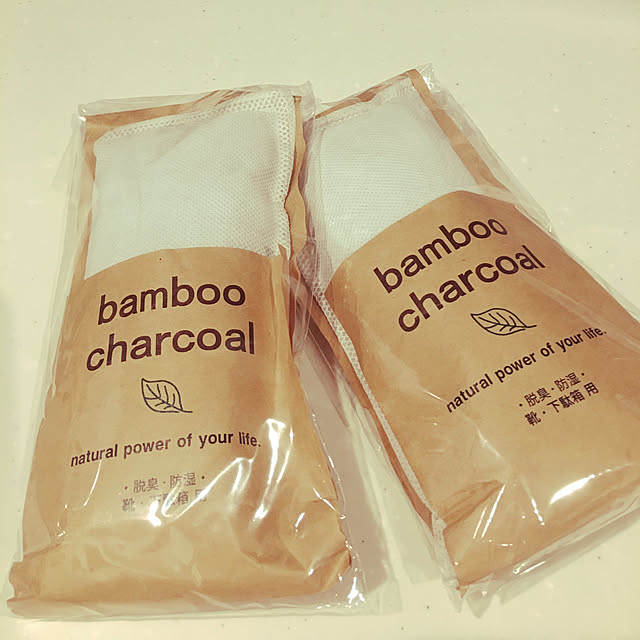 bamboo
charcoal
natural power of your life.
・脱臭・防湿・
靴・下駄箱用
bamboo
charcoal
natural power of your life.
・脱臭・防湿・
靴・下駄箱用